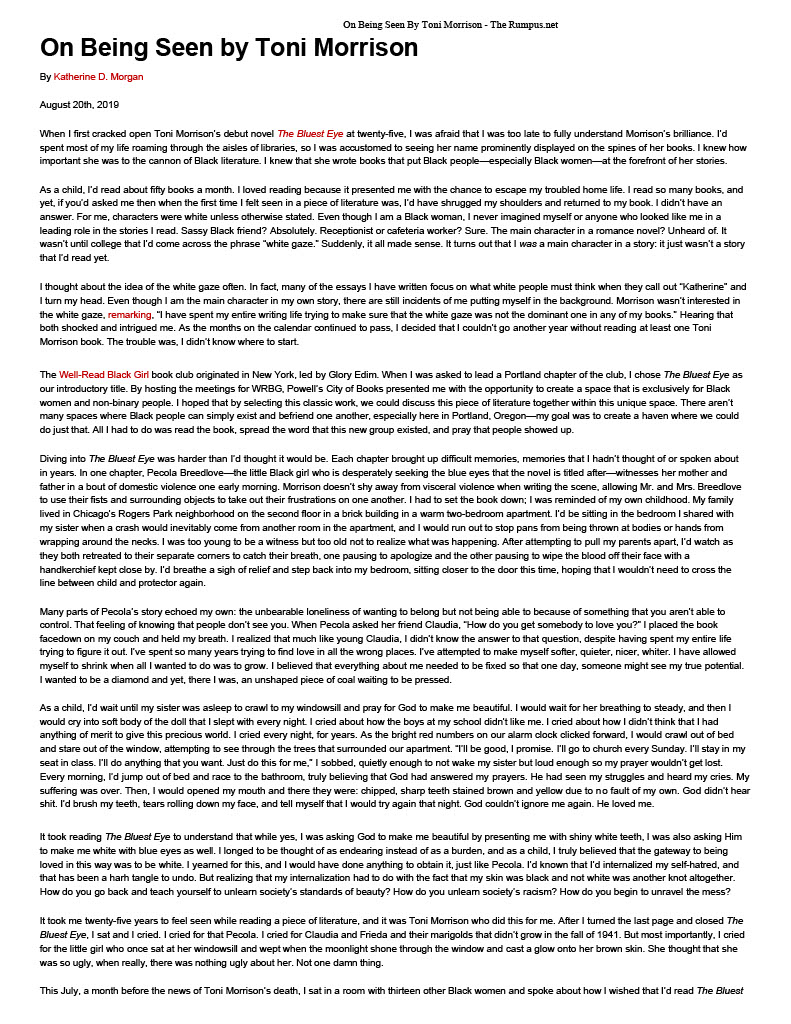 On Being Seen By Toni Morrison - The Rumpus.net
On Being Seen by Toni Morrison
By Katherine D. Morgan
August 20th, 2019
When I first cracked open Toni Morrison's debut novel The Bluest Eye at twenty-five, I was afraid that I was too late to fully understand Morrison's brilliance. I'd
spent most of my life roaming through the aisles of libraries, so I was accustomed to seeing her name prominently displayed on the spines of her books. I knew how
important she was to the cannon of Black literature. I knew that she wrote books that put Black people—especially Black women—at the forefront of her stories.
As a child, I'd read about fifty books a month. I loved reading because it presented me with the chance to escape my troubled home life. I read so many books, and
yet, if you'd asked me then when the first time I felt seen in a piece of literature was, I'd have shrugged my shoulders and returned to my book. I didn't have an
answer. For me, characters were white unless otherwise stated. Even though I am a Black woman, I never imagined myself or anyone who looked like me in a
leading role in the stories I read. Sassy Black friend? Absolutely. Receptionist or cafeteria worker? Sure. The main character in a romance novel? Unheard of. It
wasn't until college that I'd come across the phrase "white gaze." Suddenly, it all made sense. It turns out that I was a main character in a story: it just wasn't a story
that I'd read yet.
I thought about the idea of the white gaze often. In fact, many of the essays I have written focus on what white people must think when they call out "Katherine" and
I turn my head. Even though I am the main character in my own story, there are still incidents of me putting myself in the background. Morrison wasn't interested in
the white gaze, remarking, "I have spent my entire writing life trying to make sure that the white gaze was not the dominant one in any of my books." Hearing that
both shocked and intrigued me. As the months on the calendar continued to pass, I decided that I couldn't go another year without reading at least one Toni
Morrison book. The trouble was, I didn't know where to start.
The Well-Read Black Girl book club originated in New York, led by Glory Edim. When I was asked to lead a Portland chapter of the club, I chose The Bluest Eye as
our introductory title. By hosting the meetings for WRBG, Powell's City of Books presented me with the opportunity to create a space that is exclusively for Black
women and non-binary people. I hoped that by selecting this classic work, we could discuss this piece of literature together within this unique space. There aren't
many spaces where Black people can simply exist and befriend one another, especially here in Portland, Oregon—my goal was to create a haven where we could
do just that. All I had to do was read the book, spread the word that this new group existed, and pray that people showed up.
Diving into The Bluest Eye was harder than I'd thought it would be. Each chapter brought up difficult memories, memories that I hadn't thought of or spoken about
in years. In one chapter, Pecola Breedlove—the little Black girl who is desperately seeking the blue eyes that the novel is titled after—witnesses her mother and
father in a bout of domestic violence one early morning. Morrison doesn't shy away from visceral violence when writing the scene, allowing Mr. and Mrs. Breedlove
to use their fists and surrounding objects to take out their frustrations on one another. I had to set the book down; I was reminded of my own childhood. My family
lived in Chicago's Rogers Park neighborhood on the second floor in a brick building in a warm two-bedroom apartment. I'd be sitting in the bedroom I shared with
my sister when a crash would inevitably come from another room in the apartment, and I would run out to stop pans from being thrown at bodies or hands from
wrapping around the necks. I was too young to be a witness but too old not to realize what was happening. After attempting to pull my parents apart, I'd watch as
they both retreated to their separate corners to catch their breath, one pausing to apologize and the other pausing to wipe the blood off their face with a
handkerchief kept close by. I'd breathe a sigh of relief and step back into my bedroom, sitting closer to the door this time, hoping that I wouldn't need to cross the
line between child and protector again.
Many parts of Pecola's story echoed my own: the unbearable loneliness of wanting to belong but not being able to because of something that you aren't able to
control. That feeling of knowing that people don't see you. When Pecola asked her friend Claudia, "How do you get somebody to love you?" I placed the book
facedown on my couch and held my breath. I realized that much like young Claudia, I didn't know the answer to that question, despite having spent my entire life
trying to figure it out. I've spent so many years trying to find love in all the wrong places. I've attempted to make myself softer, quieter, nicer, whiter. I have allowed
myself to shrink when all I wanted to do was to grow. I believed that everything about me needed to be fixed so that one day, someone might see my true potential.
I wanted to be a diamond and yet, there I was, an unshaped piece of coal waiting to be pressed.
As a child, I'd wait until my sister was asleep to crawl to my windowsill and pray for God to make me beautiful. I would wait for her breathing to steady, and then I
would cry into soft body of the doll that I slept with every night. I cried about how the boys at my school didn't like me. I cried about how I didn't think that I had
anything of merit to give this precious world. I cried every night, for years. As the bright red numbers on our alarm clock clicked forward, I would crawl out of bed
and stare out of the window, attempting to see through the trees that surrounded our apartment. "I'll be good, I promise. I'll go to church every Sunday. I'll stay in my
seat in class. I'll do anything that you want. Just do this for me," I sobbed, quietly enough to not wake my sister but loud enough so my prayer wouldn't get lost.
Every morning, I'd jump out of bed and race to the bathroom, truly believing that God had answered my prayers. He had seen my struggles and heard my cries. My
suffering was over. Then, I would opened my mouth and there they were: chipped, sharp teeth stained brown and yellow due to no fault of my own. God didn't hear
shit. I'd brush my teeth, tears rolling down my face, and tell myself that I would try again that night. God couldn't ignore me again. He loved me.
It took reading The Bluest Eye to understand that while yes, I was asking God to make me beautiful by presenting me with shiny white teeth, I was also asking Him
to make me white with blue eyes as well. I longed to be thought of as endearing instead of as a burden, and as a child, I truly believed that the gateway to being
loved in this way was to be white. I yearned for this, and I would have done anything to obtain it, just like Pecola. I'd known that I'd internalized my self-hatred, and
that has been a harh tangle to undo. But realizing that my internalization had to do with the fact that my skin was black and not white was another knot altogether.
How do you go back and teach yourself to unlearn society's standards of beauty? How do you unlearn society's racism? How do you begin to unravel the mess?
It took me twenty-five years to feel seen while reading a piece of literature, and it was Toni Morrison who did this for me. After I turned the last page and closed The
Bluest Eye, I sat and I cried. I cried for that Pecola. I cried for Claudia and Frieda and their marigolds that didn't grow in the fall of 1941. But most importantly, I cried
for the little girl who once sat at her windowsill and wept when the moonlight shone through the window and cast a glow onto her brown skin. She thought that she
was so ugly, when really, there was nothing ugly about her. Not one damn thing.
This July, a month before the news of Toni Morrison's death, I sat in a room with thirteen other Black women and spoke about how I wished that I'd read The Bluest